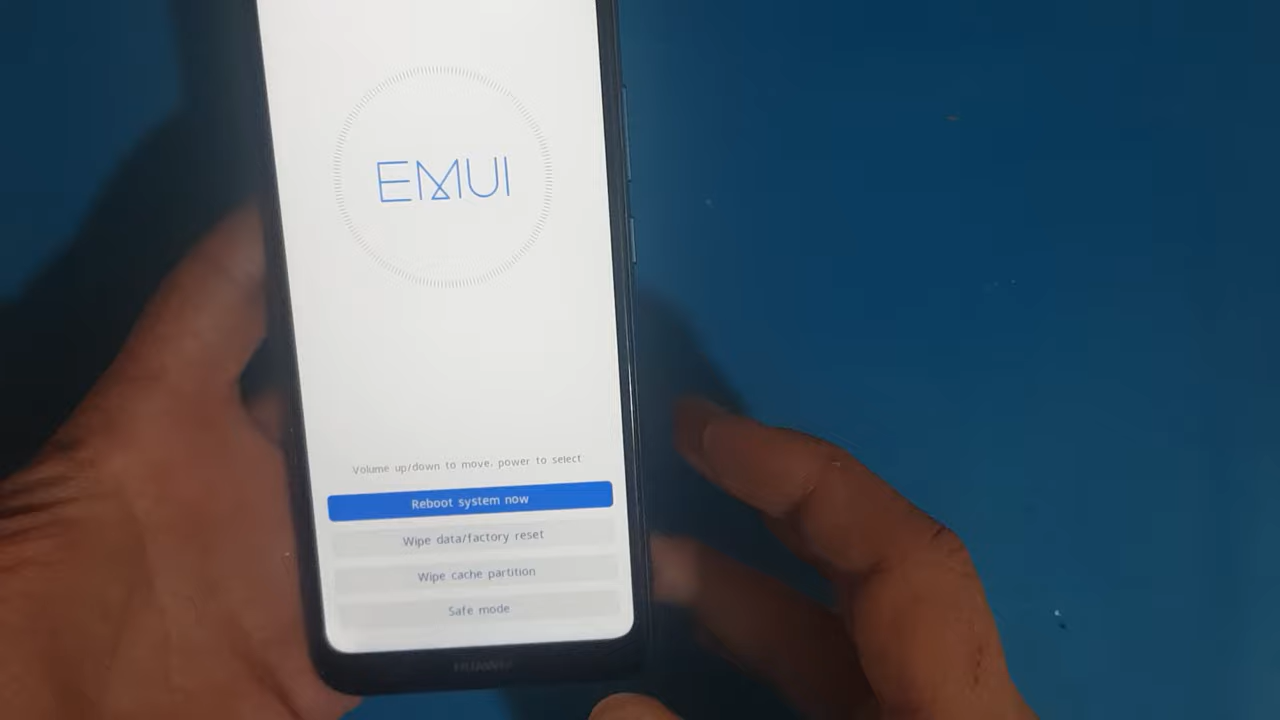 EMUI
Volume up/down to move, power to select
Reboot system now
Wipe data/factory reset
Wipe cache partition
Safe mode
HUAWEI